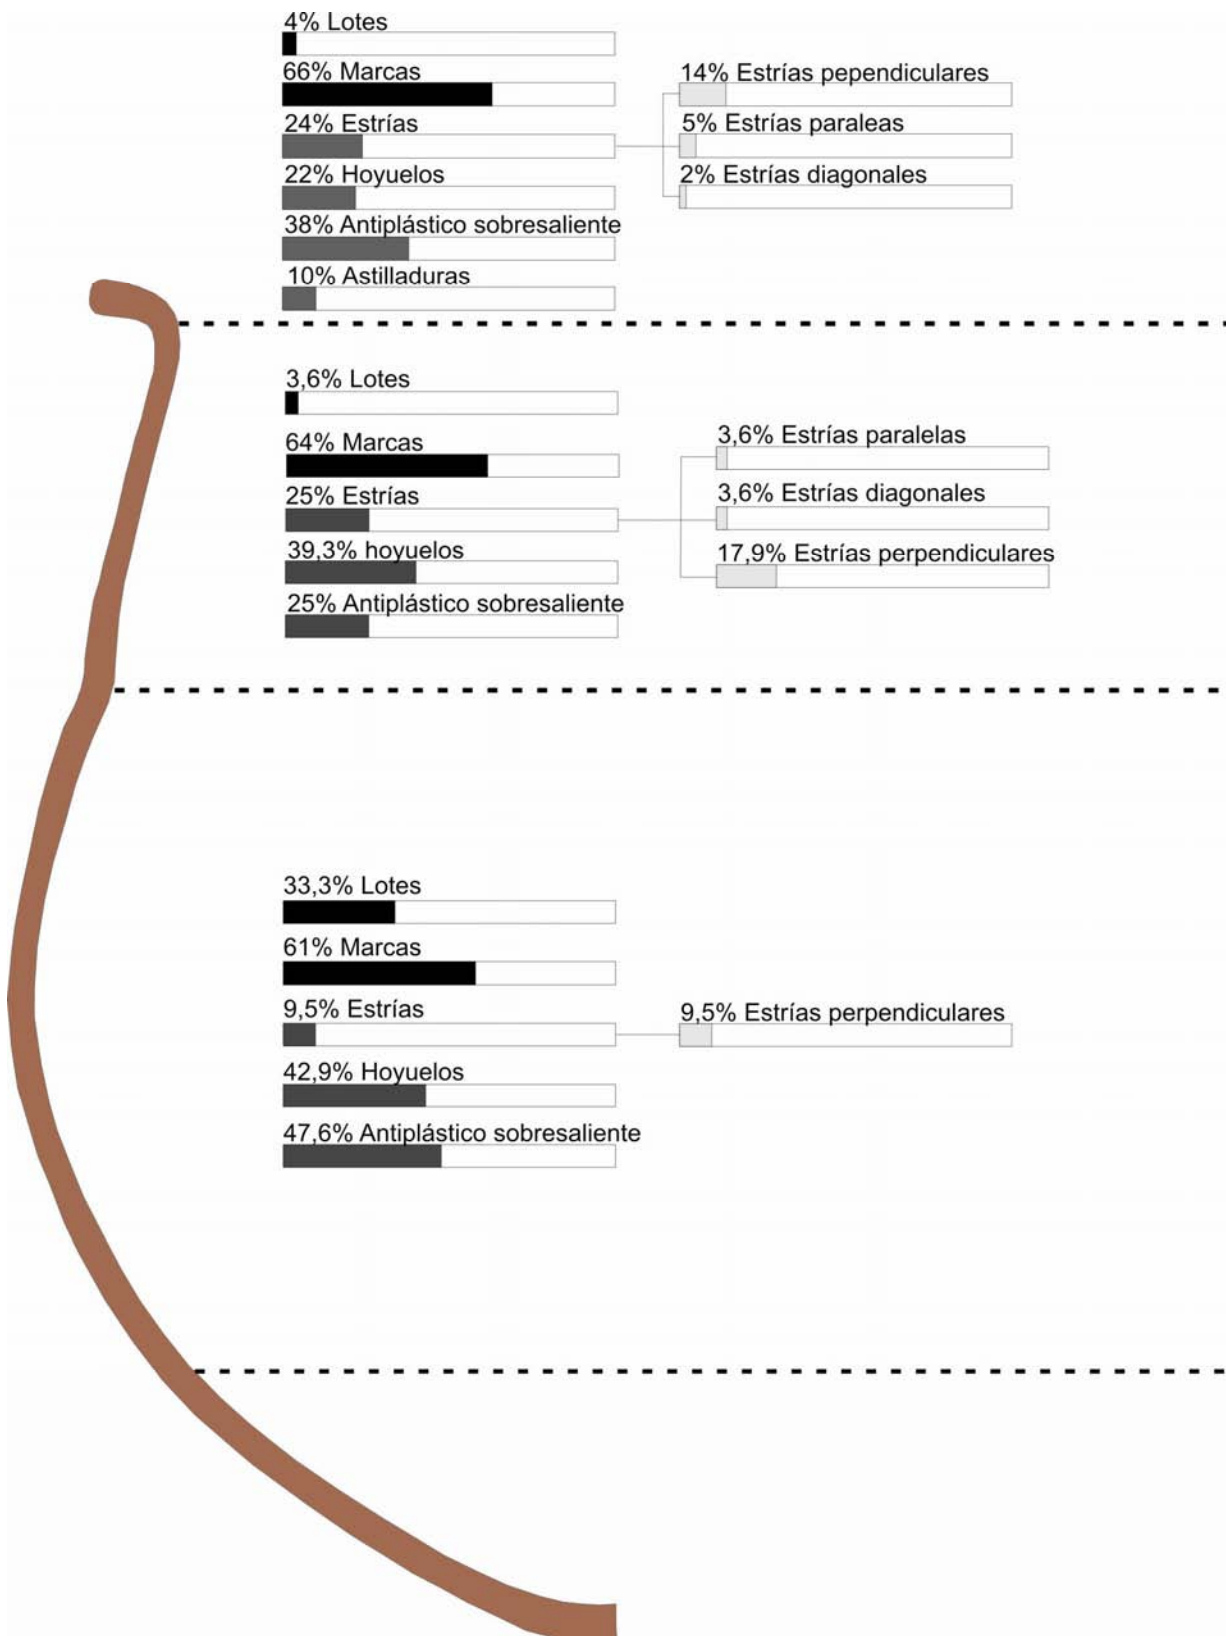 4% Lotes
66% Marcas
24% Estrías
22% Hoyuelos
38% Antiplástico sobresaliente
10% Astilladuras
14% Estrías pependiculares
5% Estrías paraleas
2% Estrías diagonales
3,6% Lotes
64% Marcas
25% Estrías
39,3% hoyuelos
25% Antiplástico sobresaliente
3,6% Estrías paralelas
3,6% Estrías diagonales
17,9% Estrías perpendiculares
33,3% Lotes
61% Marcas
9,5% Estrías
42,9% Hoyuelos
47,6% Antiplástico sobresaliente
9,5% Estrías perpendiculares